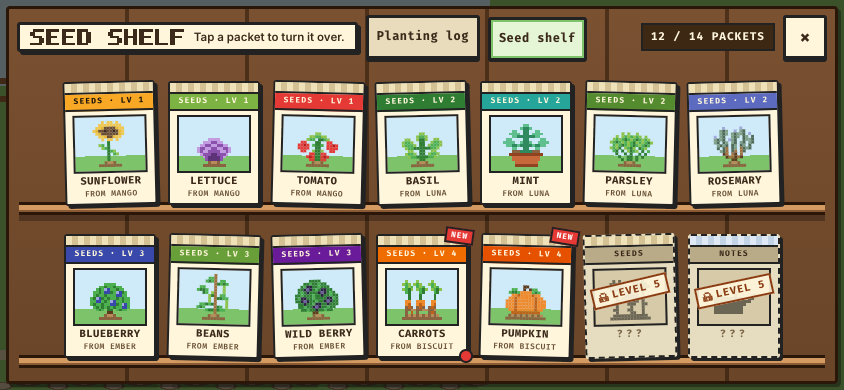 SEED SHELF Tap a packet to turn it over.
Planting log
Seed shelf
12 / 14 PACKETS
×
SEEDS · LV 1
SUNFLOWER
FROM MANGO
SEEDS · LV 1
LETTUCE
FROM MANGO
SEEDS · LV 1
TOMATO
FROM MANGO
SEEDS · LV 2
BASIL
FROM LUNA
SEEDS · LV 2
MINT
FROM LUNA
SEEDS · LV 2
PARSLEY
FROM LUNA
SEEDS · LV 2
ROSEMARY
FROM LUNA
SEEDS · LV 3
BLUEBERRY
FROM EMBER
SEEDS · LV 3
BEANS
FROM EMBER
SEEDS · LV 3
WILD BERRY
FROM EMBER
NEW
SEEDS · LV 4
CARROTS
FROM BISCUIT
NEW
SEEDS · LV 4
PUMPKIN
FROM BISCUIT
SEEDS
LEVEL 5
???
NOTES
LEVEL 5
???